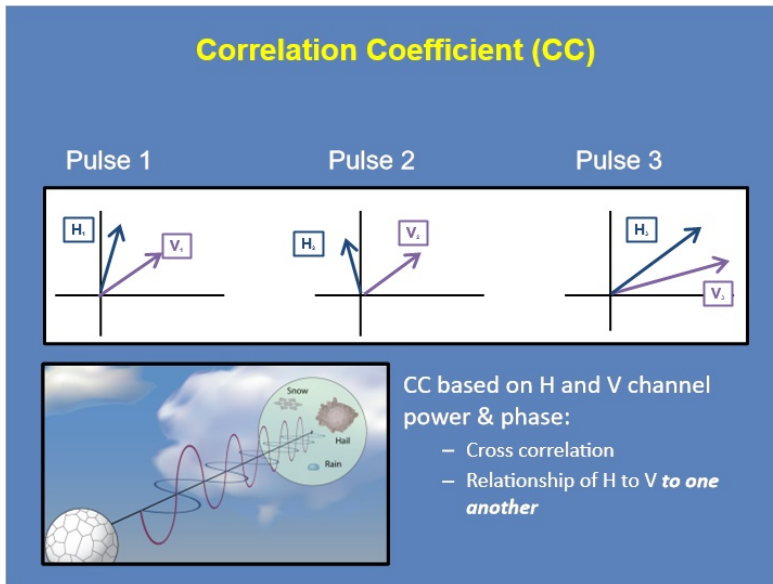 Correlation Coefficient (CC)
Pulse 1
Pulse 2
Pulse 3
H₁
V₁
H₂
V₂
H₃
V₃
Snow
Hail
Rain
CC based on H and V channel
power & phase:
– Cross correlation
– Relationship of H to V to one
another